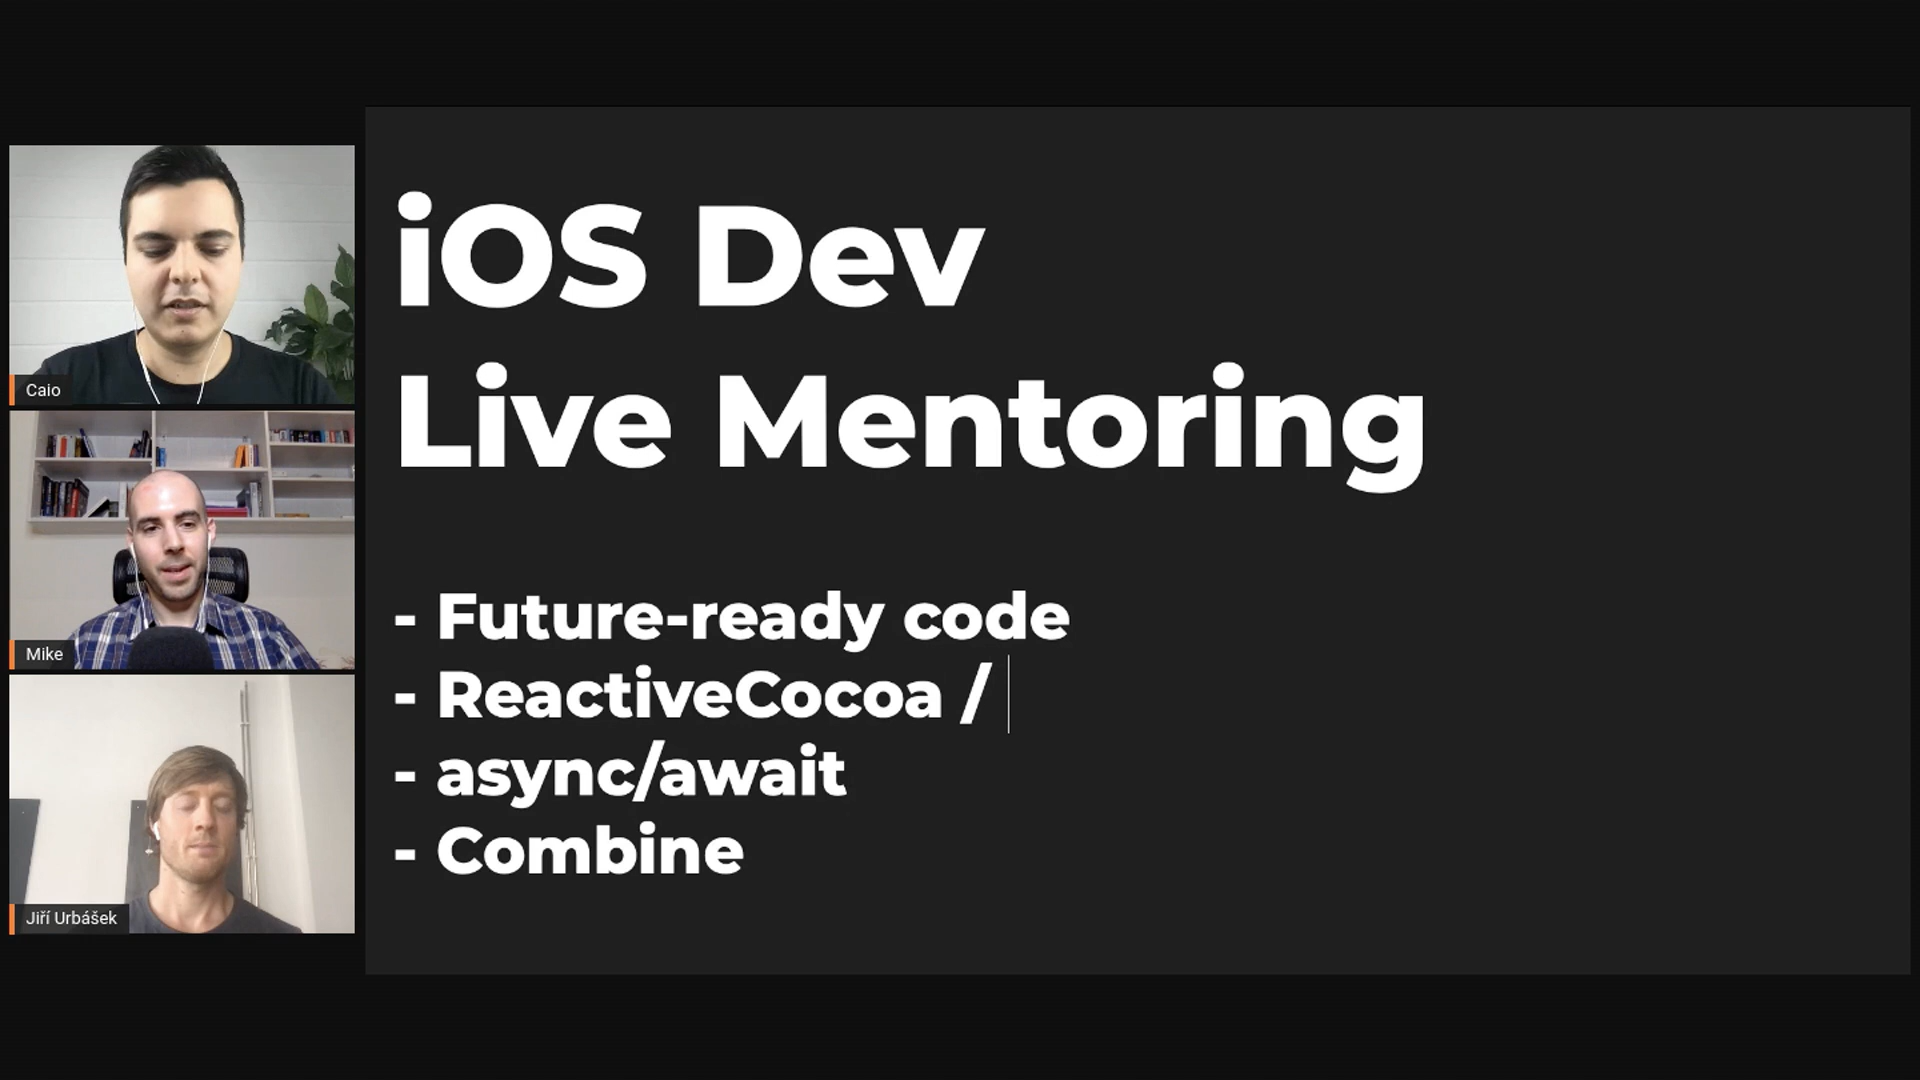 Caio
Mike
Jiří Urbášek
iOS Dev
Live Mentoring
- Future-ready code
- ReactiveCocoa /
- async/await
- Combine